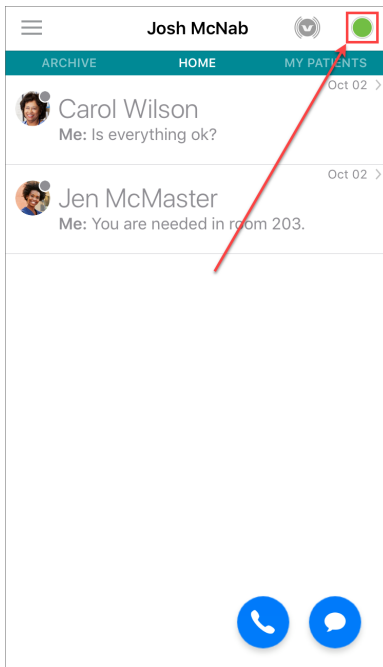 Josh McNab
ARCHIVE HOME MY PATIENTS
Oct 02
Carol Wilson
Me: Is everything ok?
Oct 02
Jen McMaster
Me: You are needed in room 203.